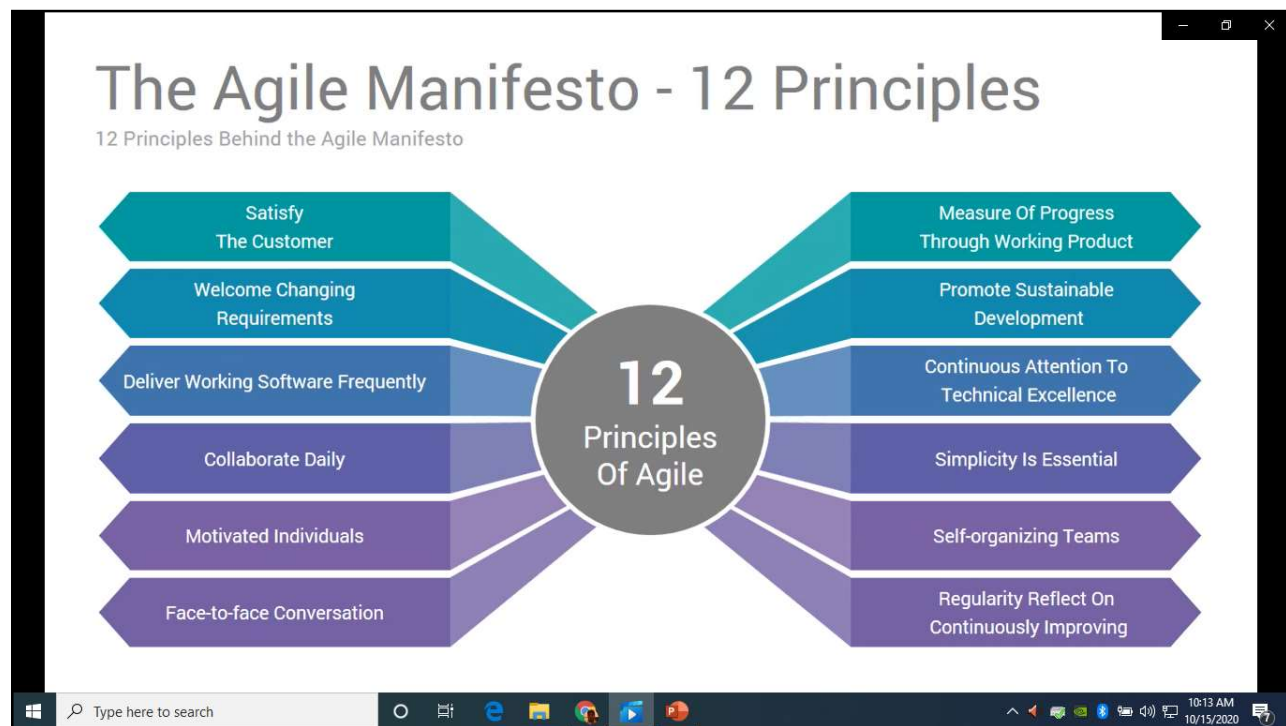 The Agile Manifesto - 12 Principles
12 Principles Behind the Agile Manifesto
Satisfy
The Customer
Welcome Changing
Requirements
Deliver Working Software Frequently
Collaborate Daily
Motivated Individuals
Face-to-face Conversation
12
Principles
Of Agile
Measure Of Progress
Through Working Product
Promote Sustainable
Development
Continuous Attention To
Technical Excellence
Simplicity Is Essential
Self-organizing Teams
Regularity Reflect On
Continuously Improving
Type here to search
10:13 AM
10/15/2020